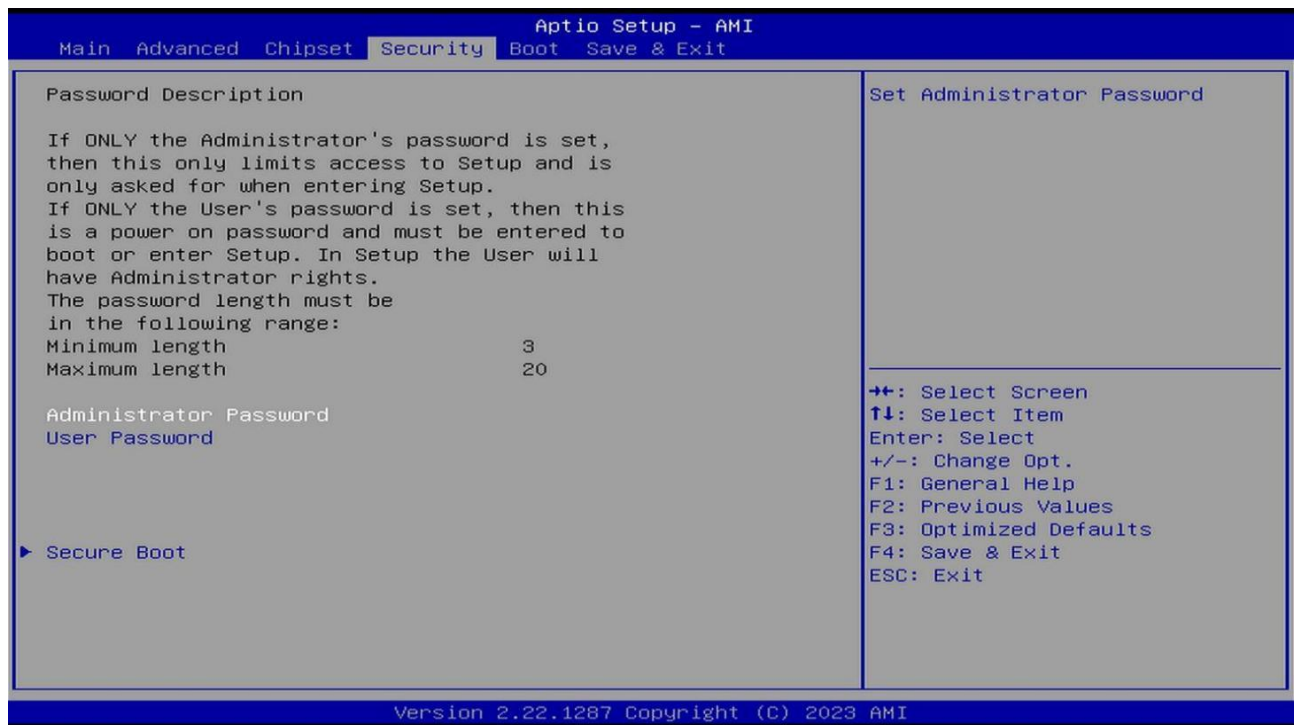 Aptio Setup – AMI
Main Advanced Chipset Security Boot Save & Exit
Password Description
If ONLY the Administrator's password is set,
then this only limits access to Setup and is
only asked for when entering Setup.
If ONLY the User's password is set, then this
is a power on password and must be entered to
boot or enter Setup. In Setup the User will
have Administrator rights.
The password length must be
in the following range:
Minimum length 3
Maximum length 20
Administrator Password
User Password
► Secure Boot
Set Administrator Password
→←: Select Screen
↑↓: Select Item
Enter: Select
+/-: Change Opt.
F1: General Help
F2: Previous Values
F3: Optimized Defaults
F4: Save & Exit
ESC: Exit
Version 2.22.1287 Copyright (C) 2023 AMI